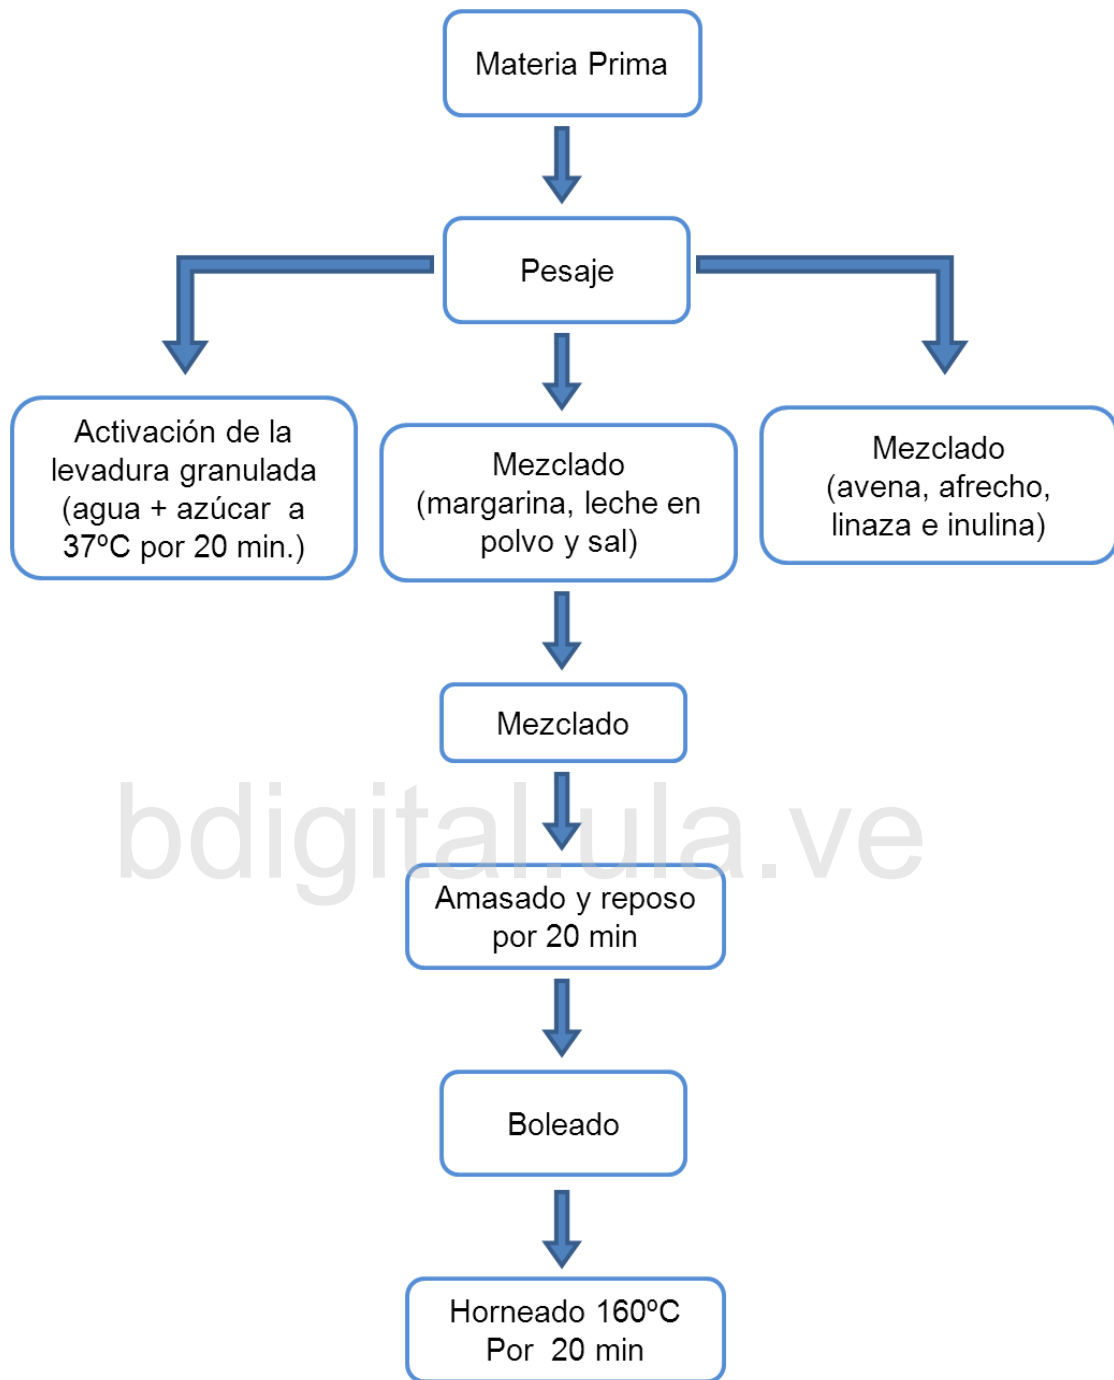 Materia Prima
Pesaje
Activación de la
levadura granulada
(agua + azúcar a
37ºC por 20 min.)
Mezclado
(margarina, leche en
polvo y sal)
Mezclado
(avena, afrecho,
linaza e inulina)
Mezclado
bdigital.ula.ve
Amasado y reposo
por 20 min
Boleado
Horneado 160ºC
Por 20 min